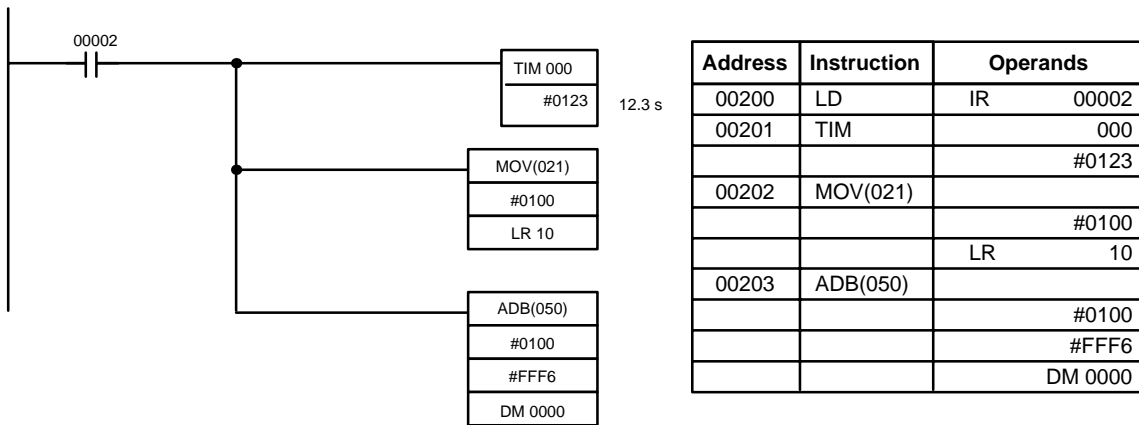 00002
TIM 000
#0123
12.3 s
MOV(021)
#0100
LR 10
ADB(050)
#0100
#FFF6
DM 0000
Address Instruction Operands
00200 LD IR 00002
00201 TIM 000
#0123
00202 MOV(021)
#0100
LR 10
00203 ADB(050)
#0100
#FFF6
DM 0000